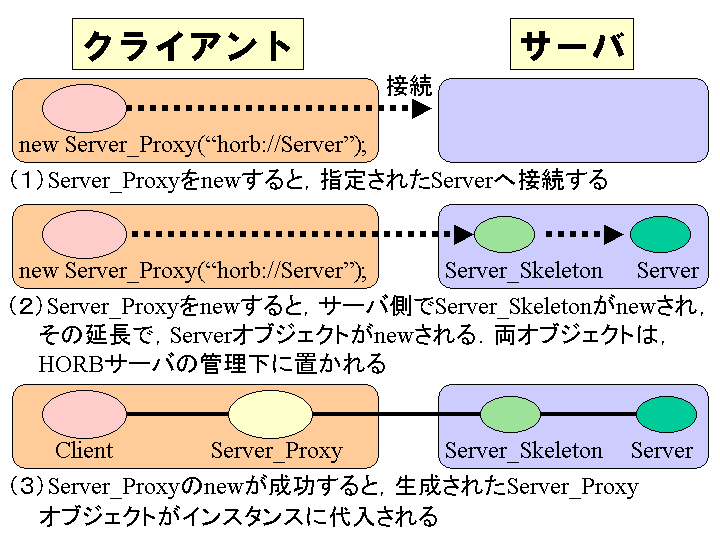 クライアント
サーバ
接続
new Server_Proxy(“horb://Server”);
(1)Server_Proxyをnewすると，指定されたServerへ接続する
new Server_Proxy(“horb://Server”);
Server_Skeleton
Server
(2)Server_Proxyをnewすると，サーバ側でServer_Skeletonがnewされ，
その延長で，Serverオブジェクトがnewされる．両オブジェクトは，
HORBサーバの管理下に置かれる
Client
Server_Proxy
Server_Skeleton
Server
(3)Server_Proxyのnewが成功すると，生成されたServer_Proxy
オブジェクトがインスタンスに代入される